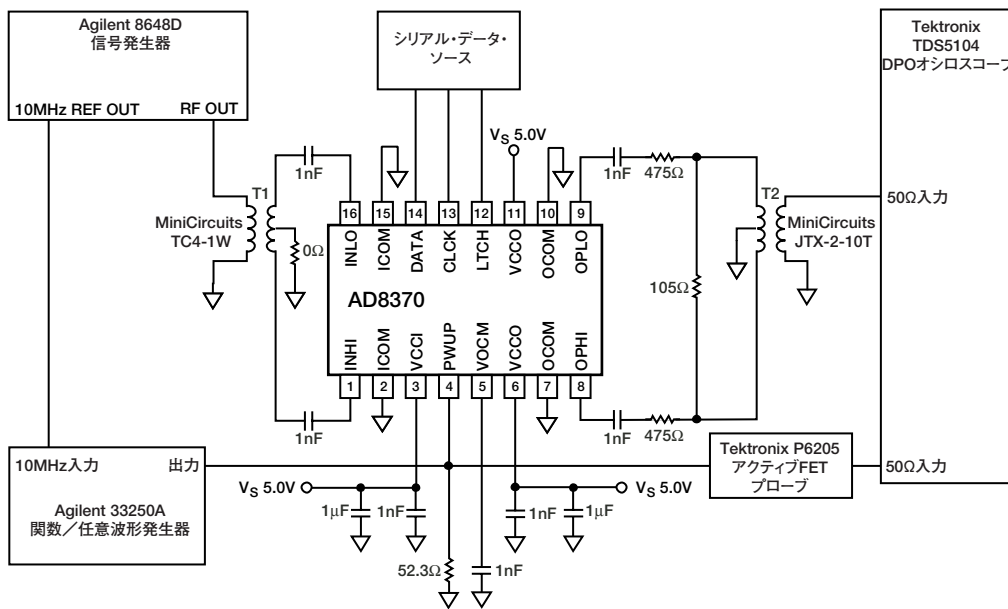 Agilent 8648D
信号発生器
10MHz REF OUT
RF OUT
シリアル・データ・
ソース
Tektronix
TDS5104
DPOオシロスコープ
50Ω入力
50Ω入力
VS 5.0V
1nF
T1
MiniCircuits
TC4-1W
0Ω
1nF
475Ω
T2
MiniCircuits
JTX-2-10T
105Ω
16
15
14
13
12
11
10
9
INLO
ICOM
DATA
CLCK
LTCH
VCCO
OCOM
OPLO
AD8370
INHI
ICOM
VCCI
PWUP
VOCM
VCCO
OCOM
OPHI
1
2
3
4
5
6
7
8
1nF
1nF
475Ω
10MHz入力
出力
Agilent 33250A
関数／任意波形発生器
Tektronix P6205
アクティブFET
プローブ
VS 5.0V
1μF
1nF
VS 5.0V
1nF
1μF
52.3Ω
1nF